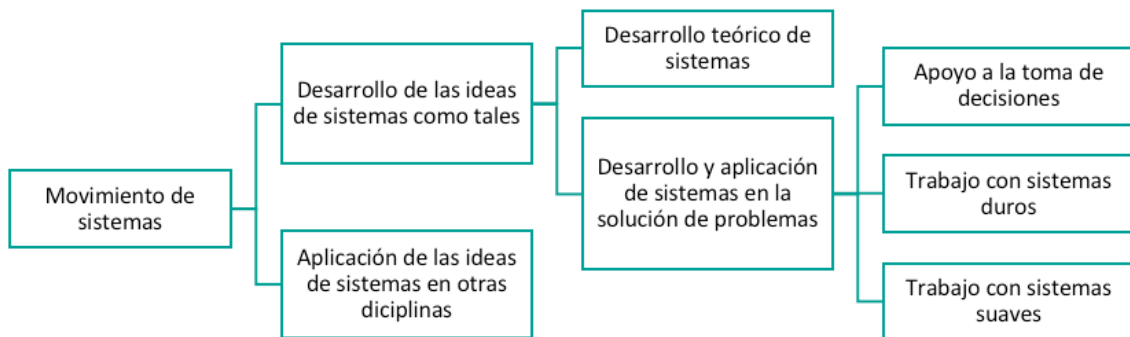 Movimiento de
sistemas
Desarrollo de las ideas
de sistemas como tales
Aplicación de las ideas
de sistemas en otras
diciplinas
Desarrollo teórico de
sistemas
Desarrollo y aplicación
de sistemas en la
solución de problemas
Apoyo a la toma de
decisiones
Trabajo con sistemas
duros
Trabajo con sistemas
suaves